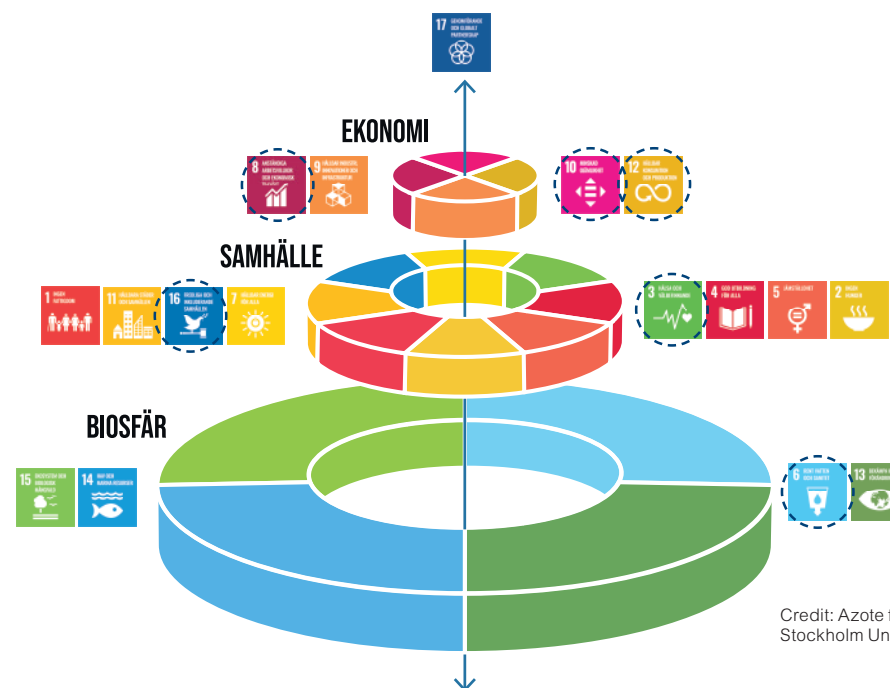 17 GENOMFÖRANDE
OCH GLOBALT
PARTNERSKAP
EKONOMI
8 ANSTÄNDIGA
ARBETSVILLKOR
OCH EKONOMISK
TILLVÄXT
9 HÅLLBAR INDUSTRI,
INNOVATIONER OCH
INFRASTRUKTUR
10 MINSKAD
OJÄMLIKHET
12 HÅLLBAR
KONSUMTION
OCH PRODUKTION
SAMHÄLLE
1 INGEN
FATTIGDOM
11 HÅLLBARA STÄDER
OCH SAMHÄLLEN
16 FREDLIGA OCH
INKLUDERANDE
SAMHÄLLEN
7 HÅLLBAR ENERGI
FÖR ALLA
3 HÄLSA OCH
VÄLBEFINNANDE
4 GOD UTBILDNING
FÖR ALLA
5 JÄMSTÄLLDHET
2 INGEN
HUNGER
BIOSFÄR
15 EKOSYSTEM OCH
BIOLOGISK
MÅNGFALD
14 HAV OCH
MARINA RESURSER
6 RENT VATTEN
OCH SANITET
13 BEKÄMPA
Credit: Azote
Stockholm Un